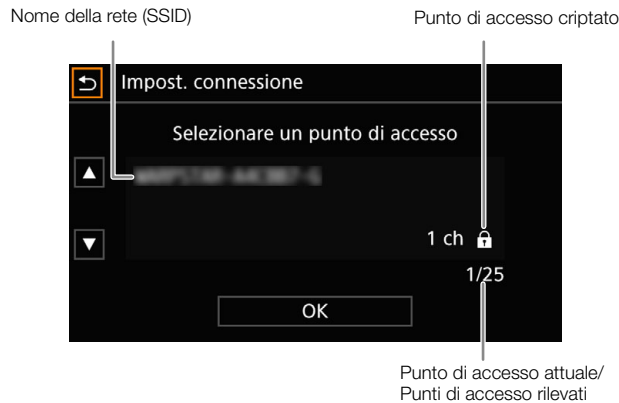 Nome della rete (SSID)
Punto di accesso criptato
Impost. connessione
Selezionare un punto di accesso
1 ch
1/25
OK
Punto di accesso attuale/
Punti di accesso rilevati